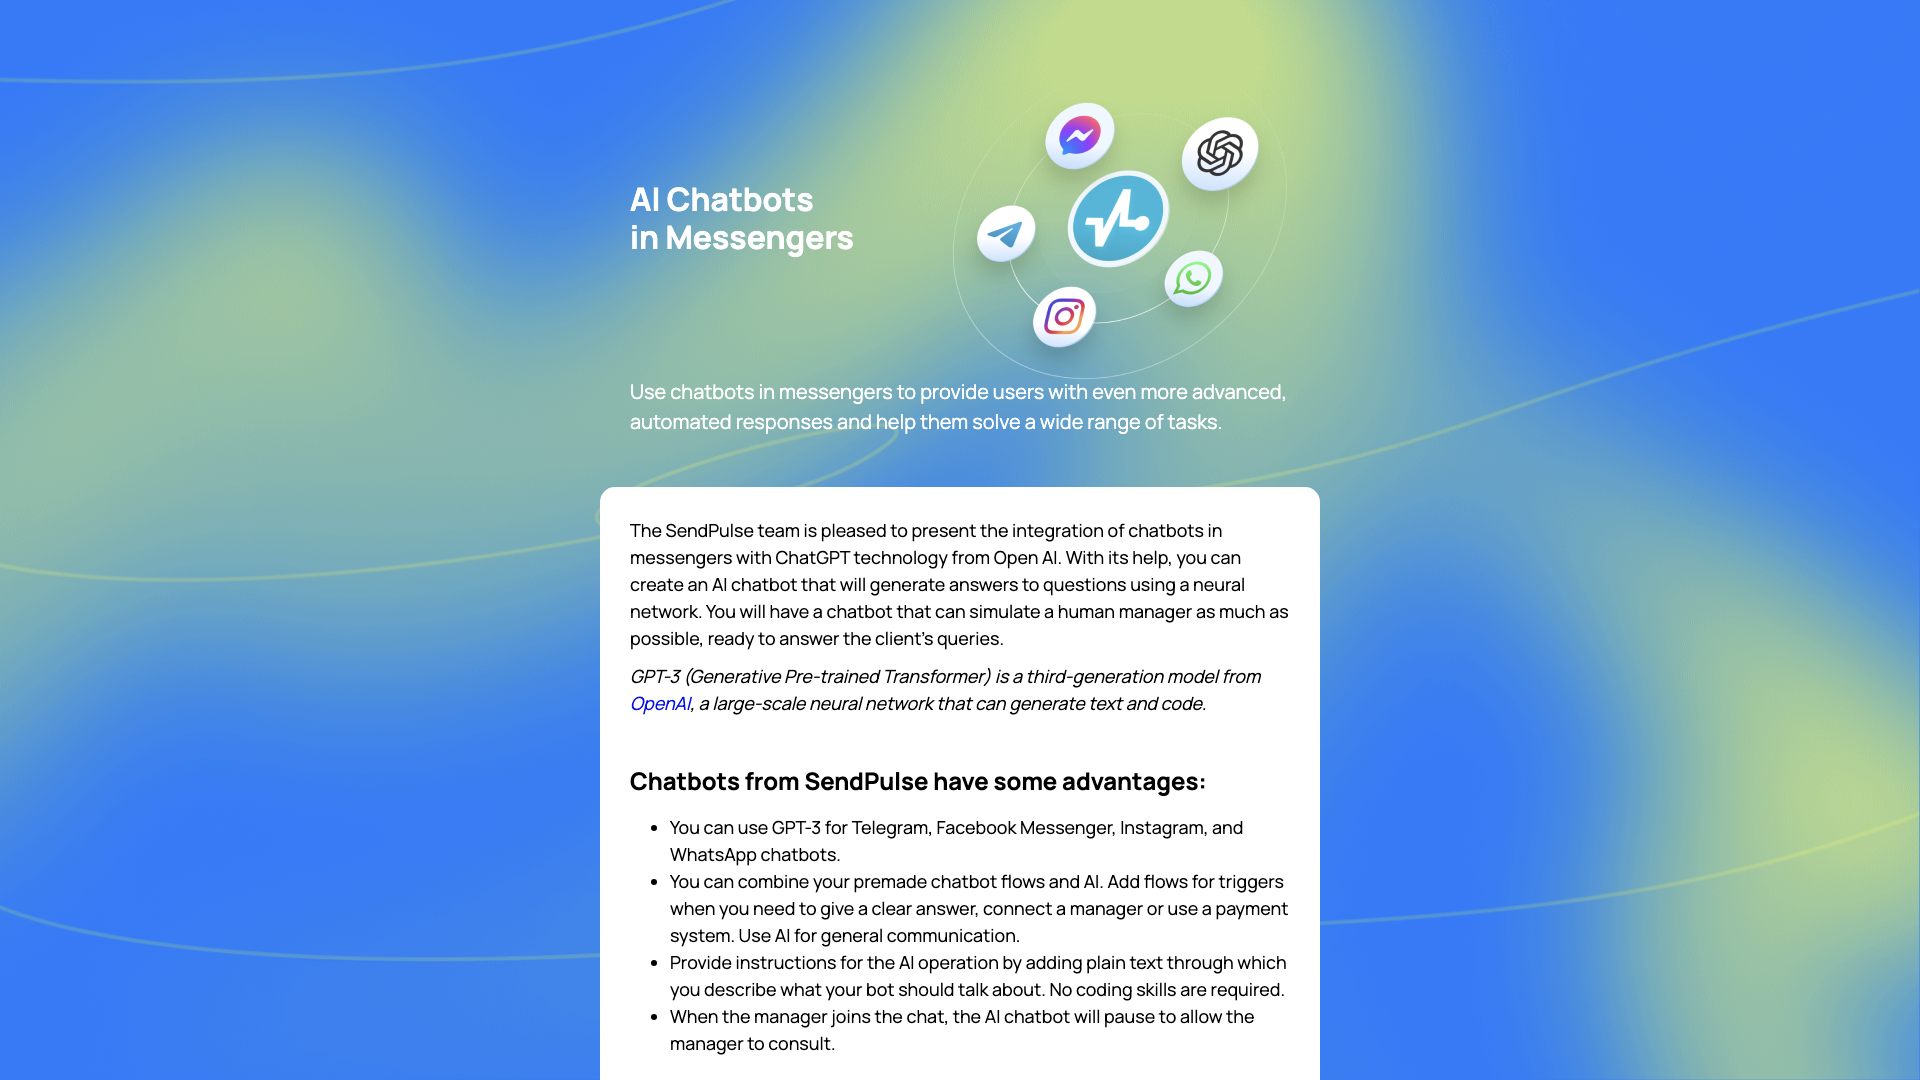 AI Chatbots
in Messengers
Use chatbots in messengers to provide users with even more advanced,
automated responses and help them solve a wide range of tasks.
The SendPulse team is pleased to present the integration of chatbots in
messengers with ChatGPT technology from Open AI. With its help, you can
create an AI chatbot that will generate answers to questions using a neural
network. You will have a chatbot that can simulate a human manager as much as
possible, ready to answer the client's queries.
GPT-3 (Generative Pre-trained Transformer) is a third-generation model from
OpenAI, a large-scale neural network that can generate text and code.
Chatbots from SendPulse have some advantages:
• You can use GPT-3 for Telegram, Facebook Messenger, Instagram, and
WhatsApp chatbots.
• You can combine your premade chatbot flows and AI. Add flows for triggers
when you need to give a clear answer, connect a manager or use a payment
system. Use AI for general communication.
• Provide instructions for the AI operation by adding plain text through which
you describe what your bot should talk about. No coding skills are required.
• When the manager joins the chat, the AI chatbot will pause to allow the
manager to consult.